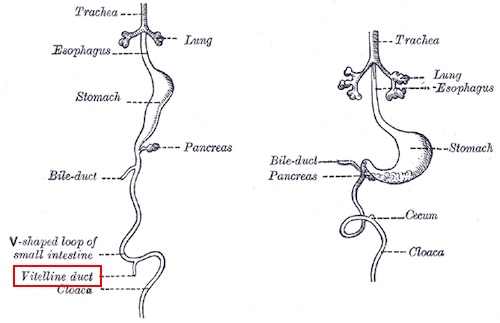 Trachea
Lung
Esophagus
Stomach
Pancreas
Bile-duct
V-shaped loop of
small intestine
Vitelline duct
Cloaca
Trachea
Lung
Esophagus
Stomach
Bile-duct
Pancreas
Cecum
Cloaca